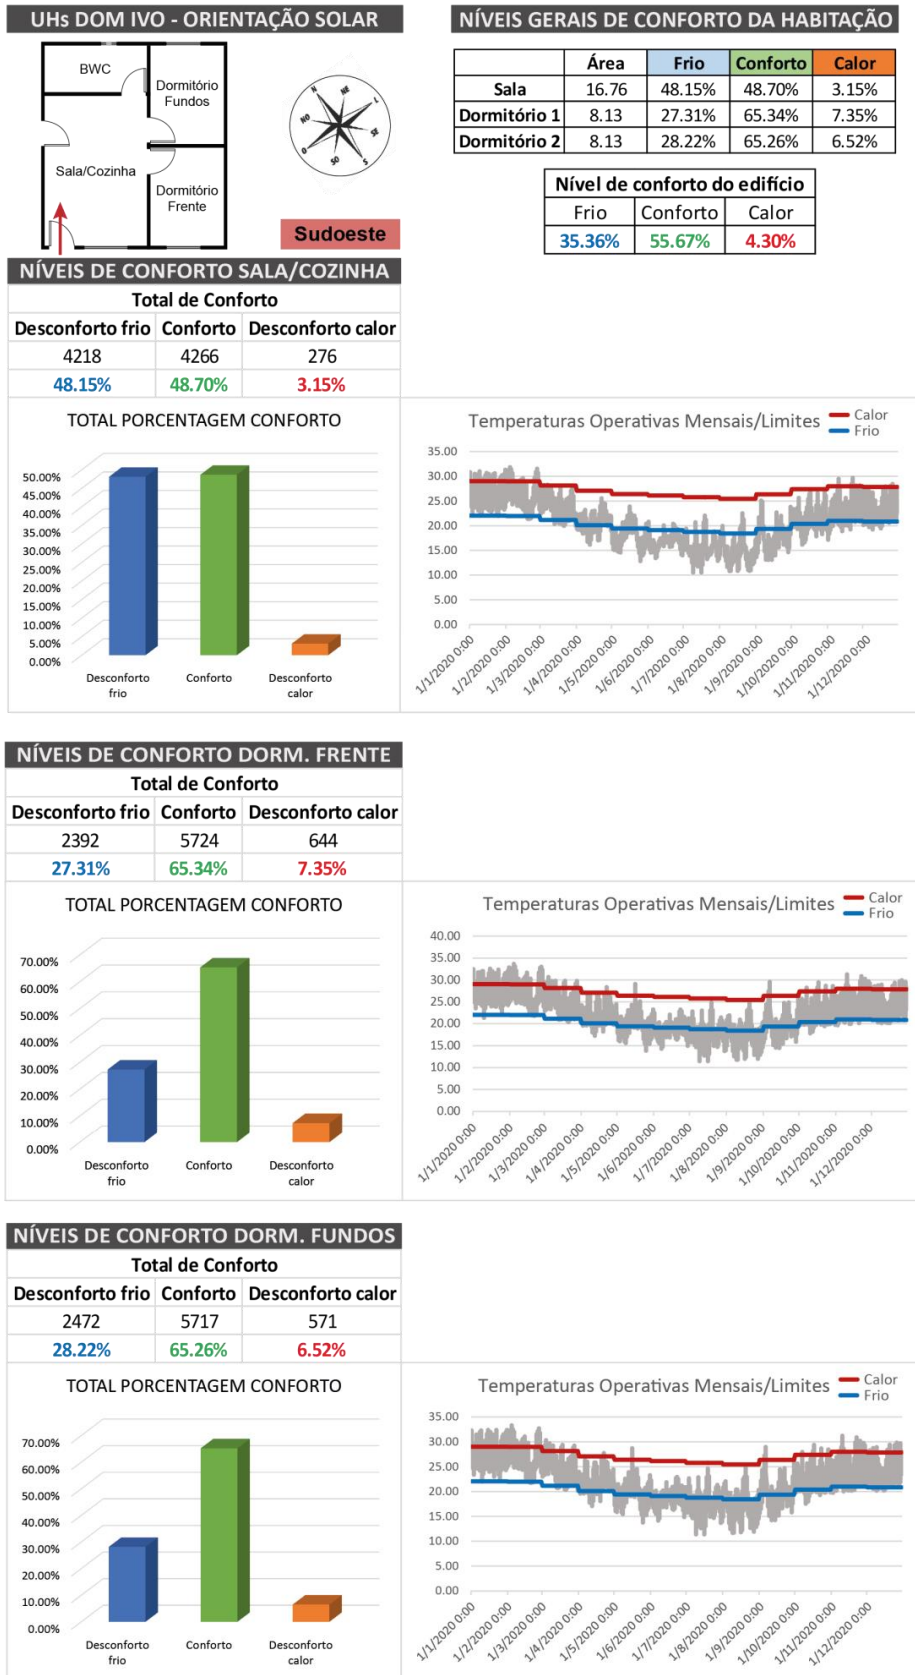 UHs DOM IVO - ORIENTAÇÃO SOLAR
BWC
Dormitório
Fundos
Sala/Cozinha
Dormitório
Frente
N
NE
L
SE
S
SO
O
NO
Sudoeste
NÍVEIS GERAIS DE CONFORTO DA HABITAÇÃO
Área Frio Conforto Calor
Sala 16.76 48.15% 48.70% 3.15%
Dormitório 1 8.13 27.31% 65.34% 7.35%
Dormitório 2 8.13 28.22% 65.26% 6.52%
Nível de conforto do edifício
Frio Conforto Calor
35.36% 55.67% 4.30%
NÍVEIS DE CONFORTO SALA/COZINHA
Total de Conforto
Desconforto frio Conforto Desconforto calor
4218 4266 276
48.15% 48.70% 3.15%
TOTAL PORCENTAGEM CONFORTO
50.00%
45.00%
40.00%
35.00%
30.00%
25.00%
20.00%
15.00%
10.00%
5.00%
0.00%
Desconforto frio
Conforto
Desconforto calor
Temperaturas Operativas Mensais/Limites
Calor
Frio
35.00
30.00
25.00
20.00
15.00
10.00
5.00
0.00
1/1/2020 0:00
1/2/2020 0:00
1/3/2020 0:00
1/4/2020 0:00
1/5/2020 0:00
1/6/2020 0:00
1/7/2020 0:00
1/8/2020 0:00
1/9/2020 0:00
1/10/2020 0:00
1/11/2020 0:00
1/12/2020 0:00
NÍVEIS DE CONFORTO DORM. FRENTE
Total de Conforto
Desconforto frio Conforto Desconforto calor
2392 5724 644
27.31% 65.34% 7.35%
TOTAL PORCENTAGEM CONFORTO
70.00%
60.00%
50.00%
40.00%
30.00%
20.00%
10.00%
0.00%
Desconforto frio
Conforto
Desconforto calor
Temperaturas Operativas Mensais/Limites
Calor
Frio
40.00
35.00
30.00
25.00
20.00
15.00
10.00
5.00
0.00
1/1/2020 0:00
1/2/2020 0:00
1/3/2020 0:00
1/4/2020 0:00
1/5/2020 0:00
1/6/2020 0:00
1/7/2020 0:00
1/8/2020 0:00
1/9/2020 0:00
1/10/2020 0:00
1/11/2020 0:00
1/12/2020 0:00
NÍVEIS DE CONFORTO DORM. FUNDOS
Total de Conforto
Desconforto frio Conforto Desconforto calor
2472 5717 571
28.22% 65.26% 6.52%
TOTAL PORCENTAGEM CONFORTO
70.00%
60.00%
50.00%
40.00%
30.00%
20.00%
10.00%
0.00%
Desconforto frio
Conforto
Desconforto calor
Temperaturas Operativas Mensais/Limites
Calor
Frio
35.00
30.00
25.00
20.00
15.00
10.00
5.00
0.00
1/1/2020 0:00
1/2/2020 0:00
1/3/2020 0:00
1/4/2020 0:00
1/5/2020 0:00
1/6/2020 0:00
1/7/2020 0:00
1/8/2020 0:00
1/9/2020 0:00
1/10/2020 0:00
1/11/2020 0:00
1/12/2020 0:00